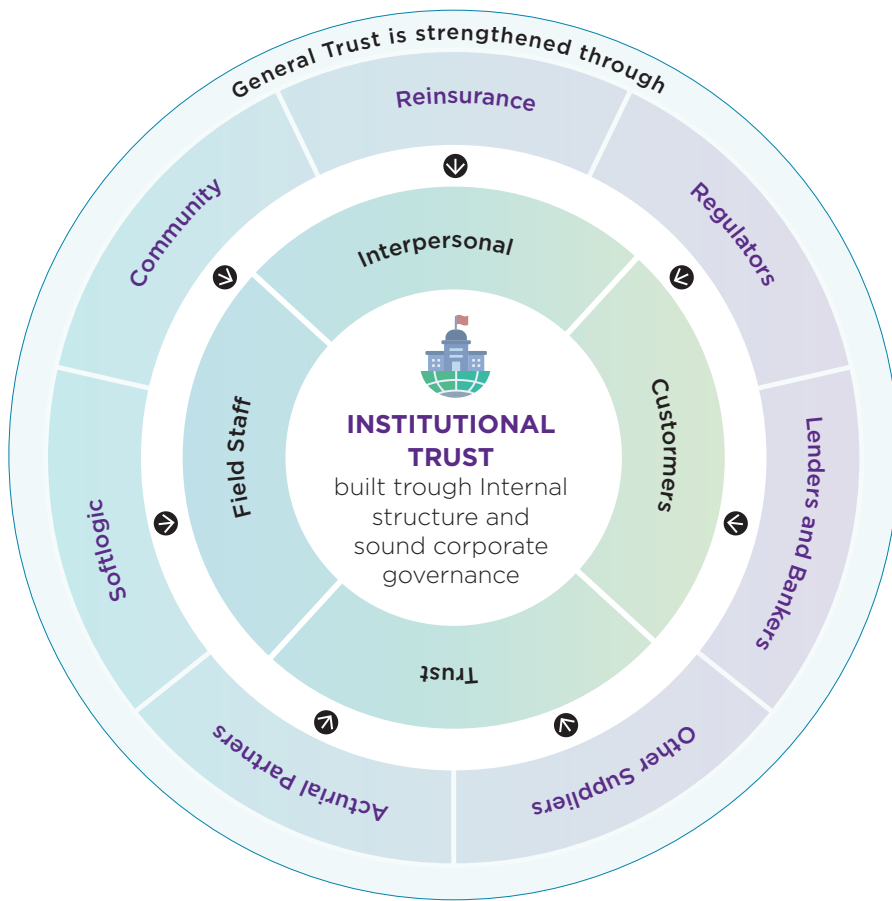 General Trust is strengthened through
Reinsurance
Regulators
Lenders and Bankers
Other Suppliers
Acturial Partners
Softlogic
Community
Interpersonal
Custormers
Trust
Field Staff
INSTITUTIONAL
TRUST
built trough Internal
structure and
sound corporate
governance